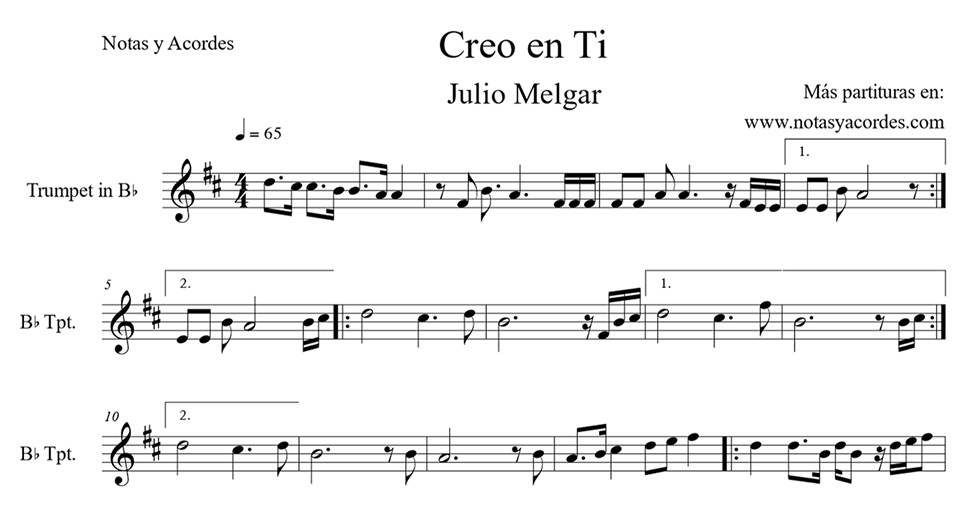 Notas y Acordes
Creo en Ti
Julio Melgar
Más partituras en:
www.notasyacordes.com
♩ = 65
1.
Trumpet in B♭
4
4
5
2.
1.
B♭ Tpt.
10
2.
B♭ Tpt.